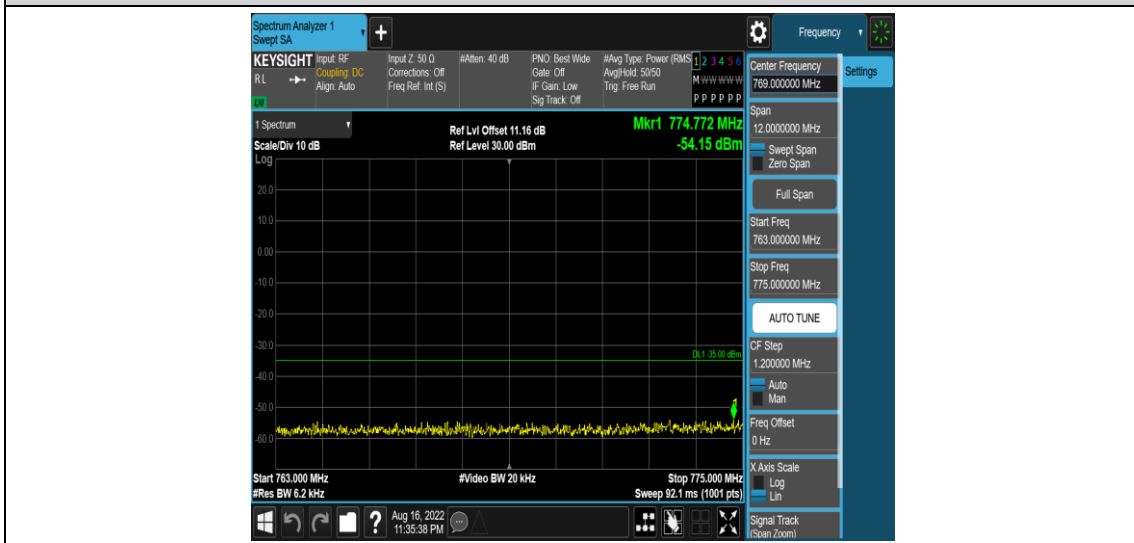 Spectrum Analyzer 1
Swept SA
+
Frequency
KEYSIGHT
RL
LXI
Input: RF
Coupling: DC
Align: Auto
Input Z: 50 Ω
Corrections: Off
Freq Ref: Int (S)
#Atten: 40 dB
PNO: Best Wide
Gate: Off
IF Gain: Low
Sig Track: Off
#Avg Type: Power (RMS
Avg|Hold: 50/50
Trig: Free Run
1 2 3 4 5 6
M W W W W W
P P P P P P
1 Spectrum
Scale/Div 10 dB
Ref Lvl Offset 11.16 dB
Ref Level 30.00 dBm
Mkr1 774.772 MHz
-54.15 dBm
Log
20.0
10.0
0.00
-10.0
-20.0
-30.0
-40.0
-50.0
-60.0
DL1 -35.00 dBm
1
Start 763.000 MHz
#Res BW 6.2 kHz
#Video BW 20 kHz
Stop 775.000 MHz
Sweep 92.1 ms (1001 pts)
Aug 16, 2022
11:35:38 PM
?
Center Frequency
769.000000 MHz
Settings
Span
12.0000000 MHz
Swept Span
Zero Span
Full Span
Start Freq
763.000000 MHz
Stop Freq
775.000000 MHz
AUTO TUNE
CF Step
1.200000 MHz
Auto
Man
Freq Offset
0 Hz
X Axis Scale
Log
Lin
Signal Track
(Span Zoom)